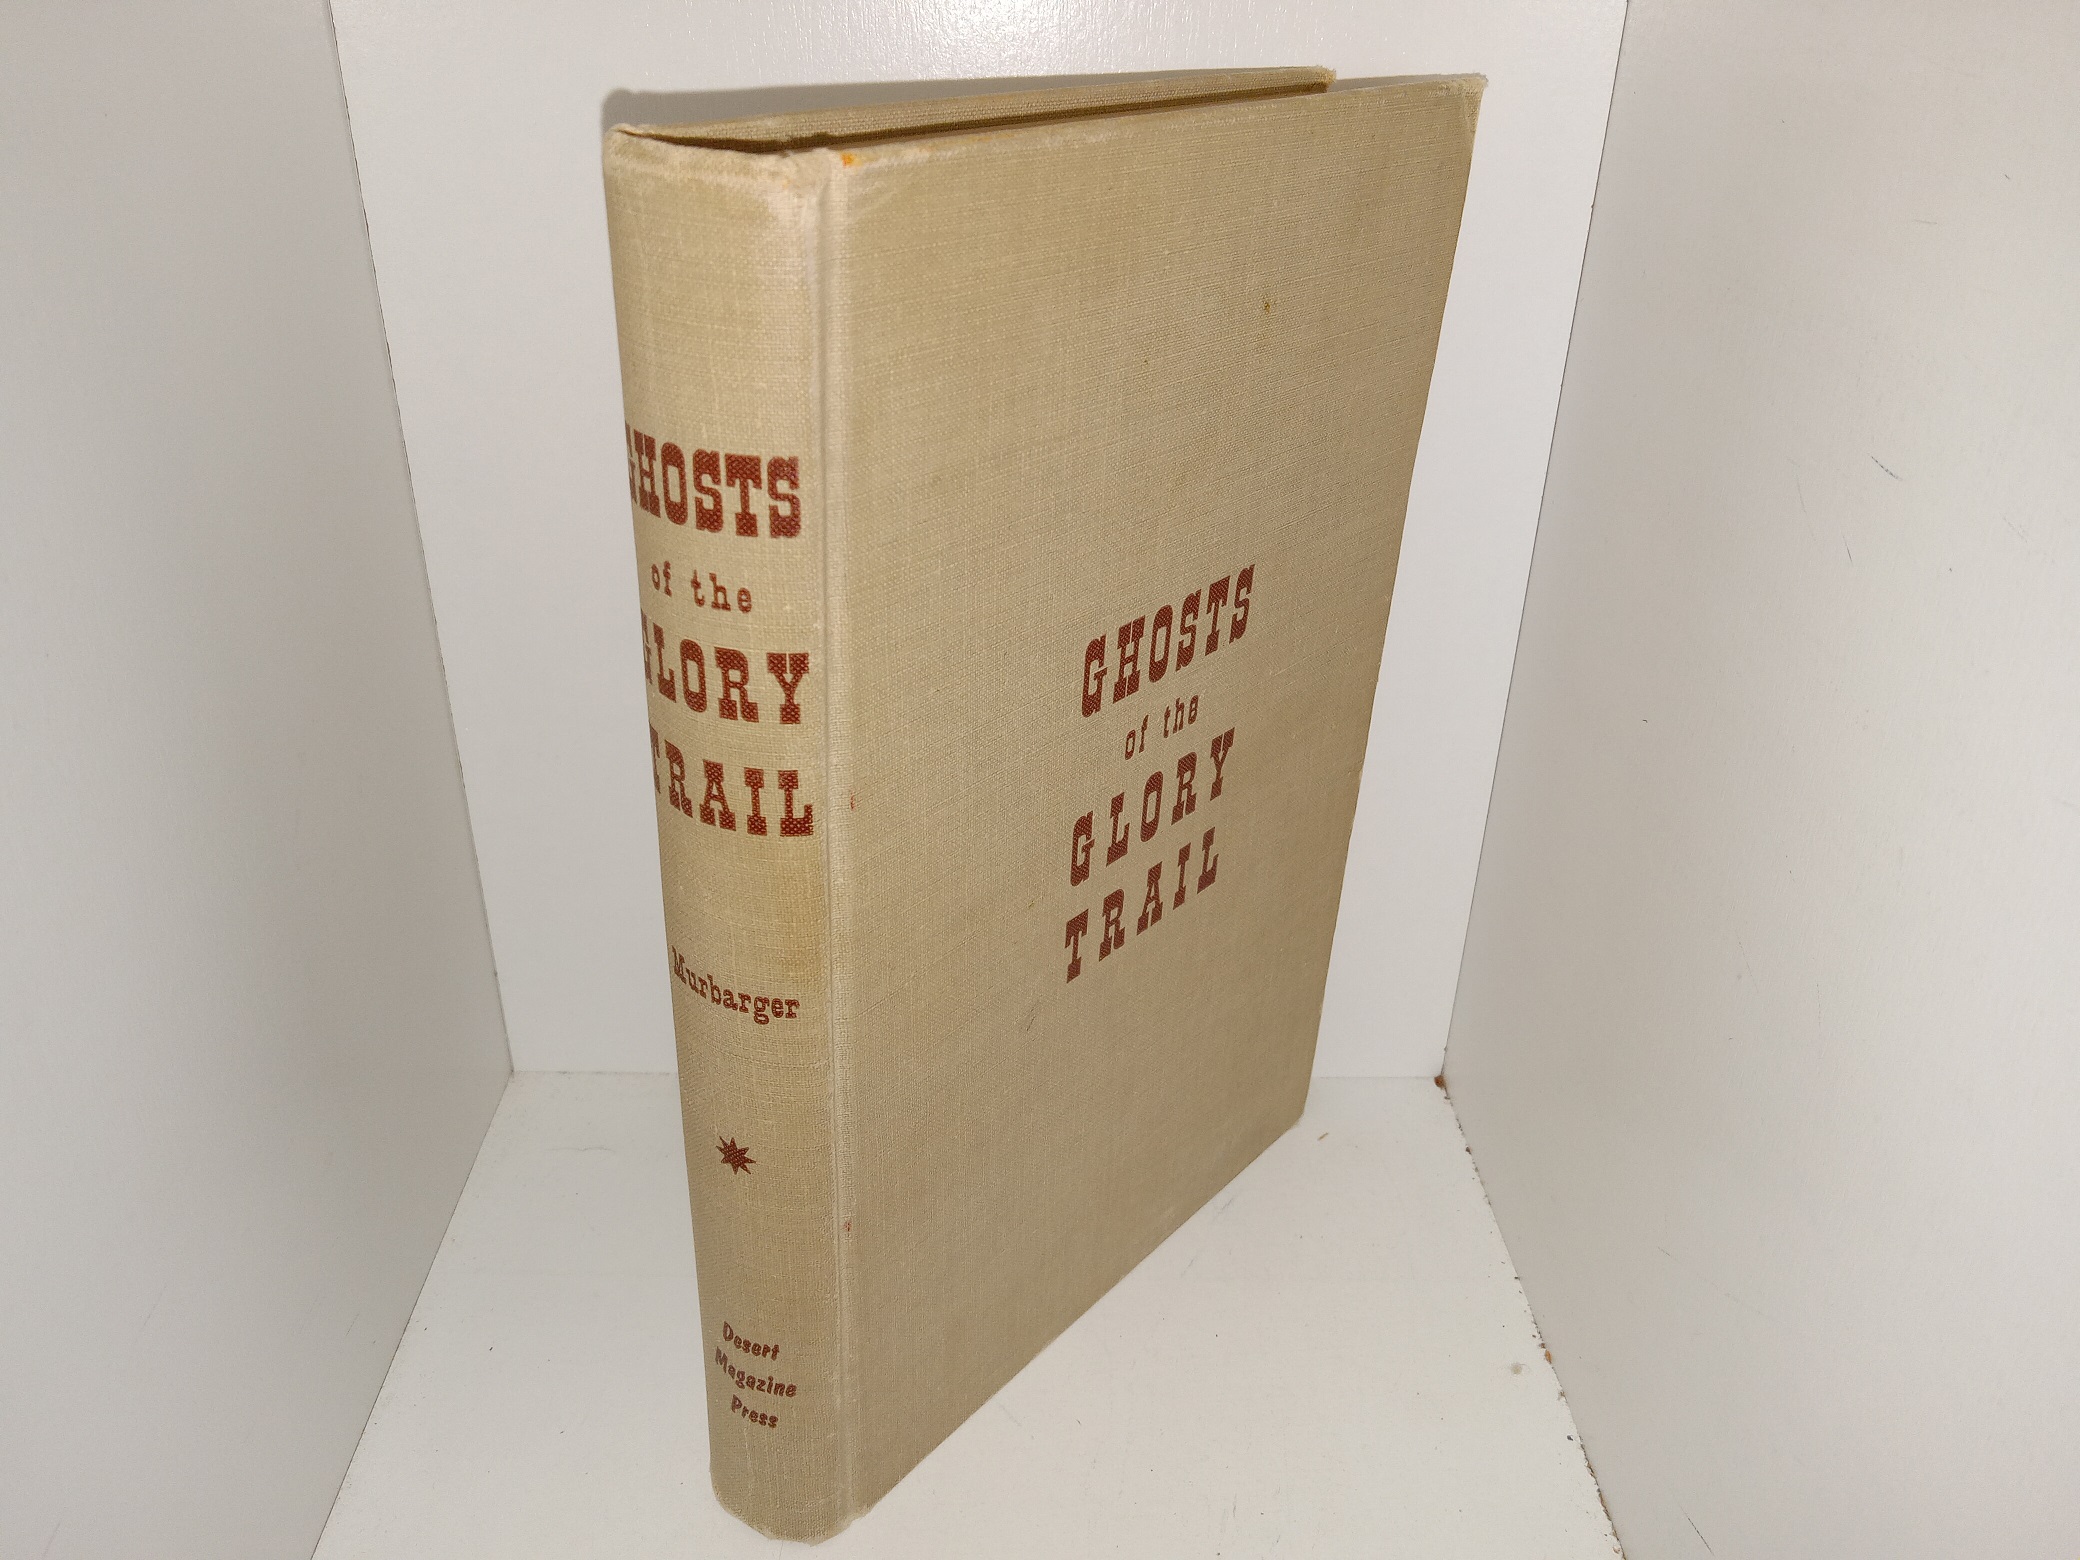 GHOSTS
of the
GLORY
TRAIL
Murbarger
Desert
Magazine
Press
GHOSTS
of the
GLORY
TRAIL